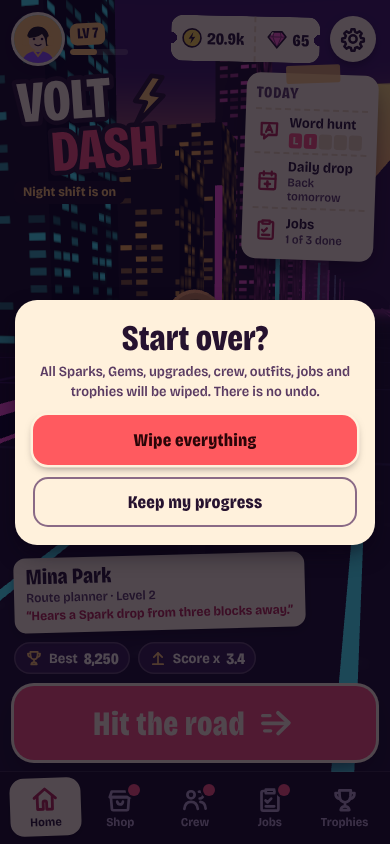 LV 7
20.9k
65
VOLT
DASH
Night shift is on
TODAY
Word hunt
L I
Daily drop
Back
tomorrow
Jobs
1 of 3 done
Start over?
All Sparks, Gems, upgrades, crew, outfits, jobs and
trophies will be wiped. There is no undo.
Wipe everything
Keep my progress
Mina Park
Route planner · Level 2
“Hears a Spark drop from three blocks away.”
Best 8,250
Score x 3.4
Hit the road
Home
Shop
Crew
Jobs
Trophies